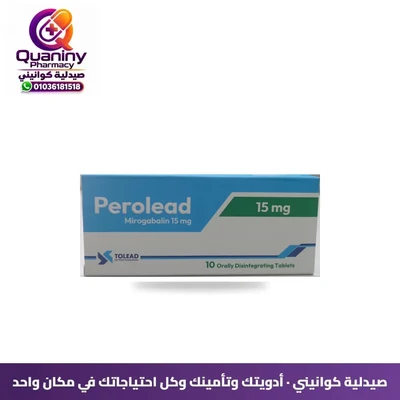 Quaniny
Pharmacy
صيدلية كوانيني
01036181518
Perolead
Mirogabalin 15 mg
15 mg
TOLEAD
10 Orally Disintegrating Tablets
صيدلية كوانيني · أدويتك وتأمينك وكل احتياجاتك في مكان واحد